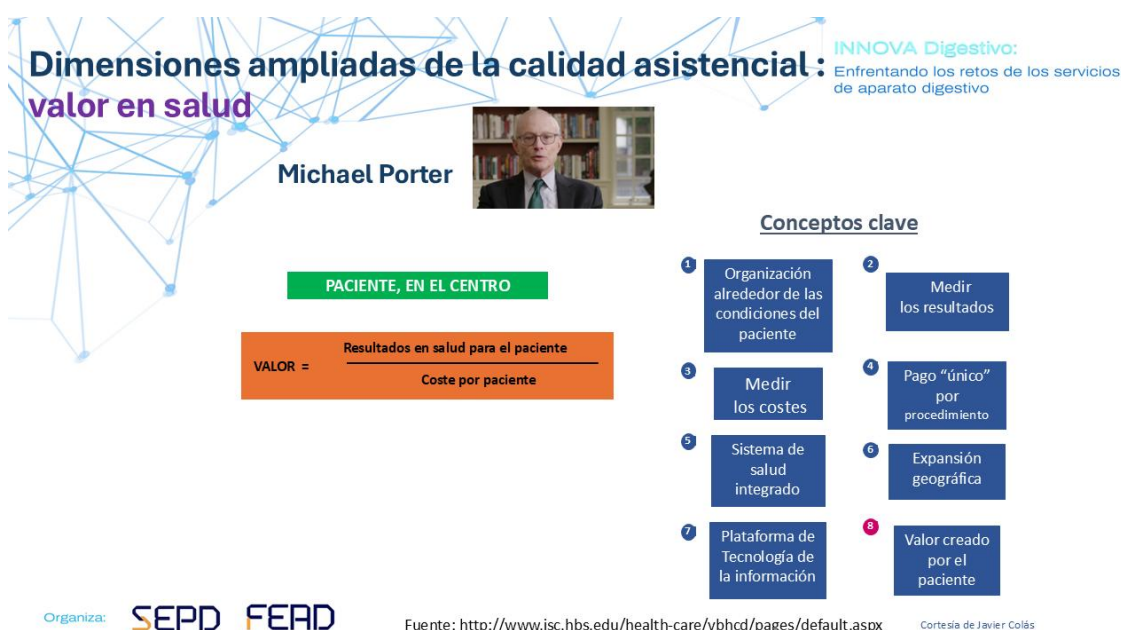 Dimensiones ampliadas de la calidad asistencial :
valor en salud
INNOVA Digestivo:
Enfrentando los retos de los servicios
de aparato digestivo
Michael Porter
PACIENTE, EN EL CENTRO
VALOR =
Resultados en salud para el paciente
Coste por paciente
Conceptos clave
1
Organización
alrededor de las
condiciones del
paciente
2
Medir
los resultados
3
Medir
los costes
4
Pago “único”
por
procedimiento
5
Sistema de
salud
integrado
6
Expansión
geográfica
7
Plataforma de
Tecnología de
la información
8
Valor creado
por el
paciente
Organiza:
SEPD FEAD
Fuente: http://www.isc.hbs.edu/health-care/vbhcd/pages/default.aspx
Cortesía de Javier Colás